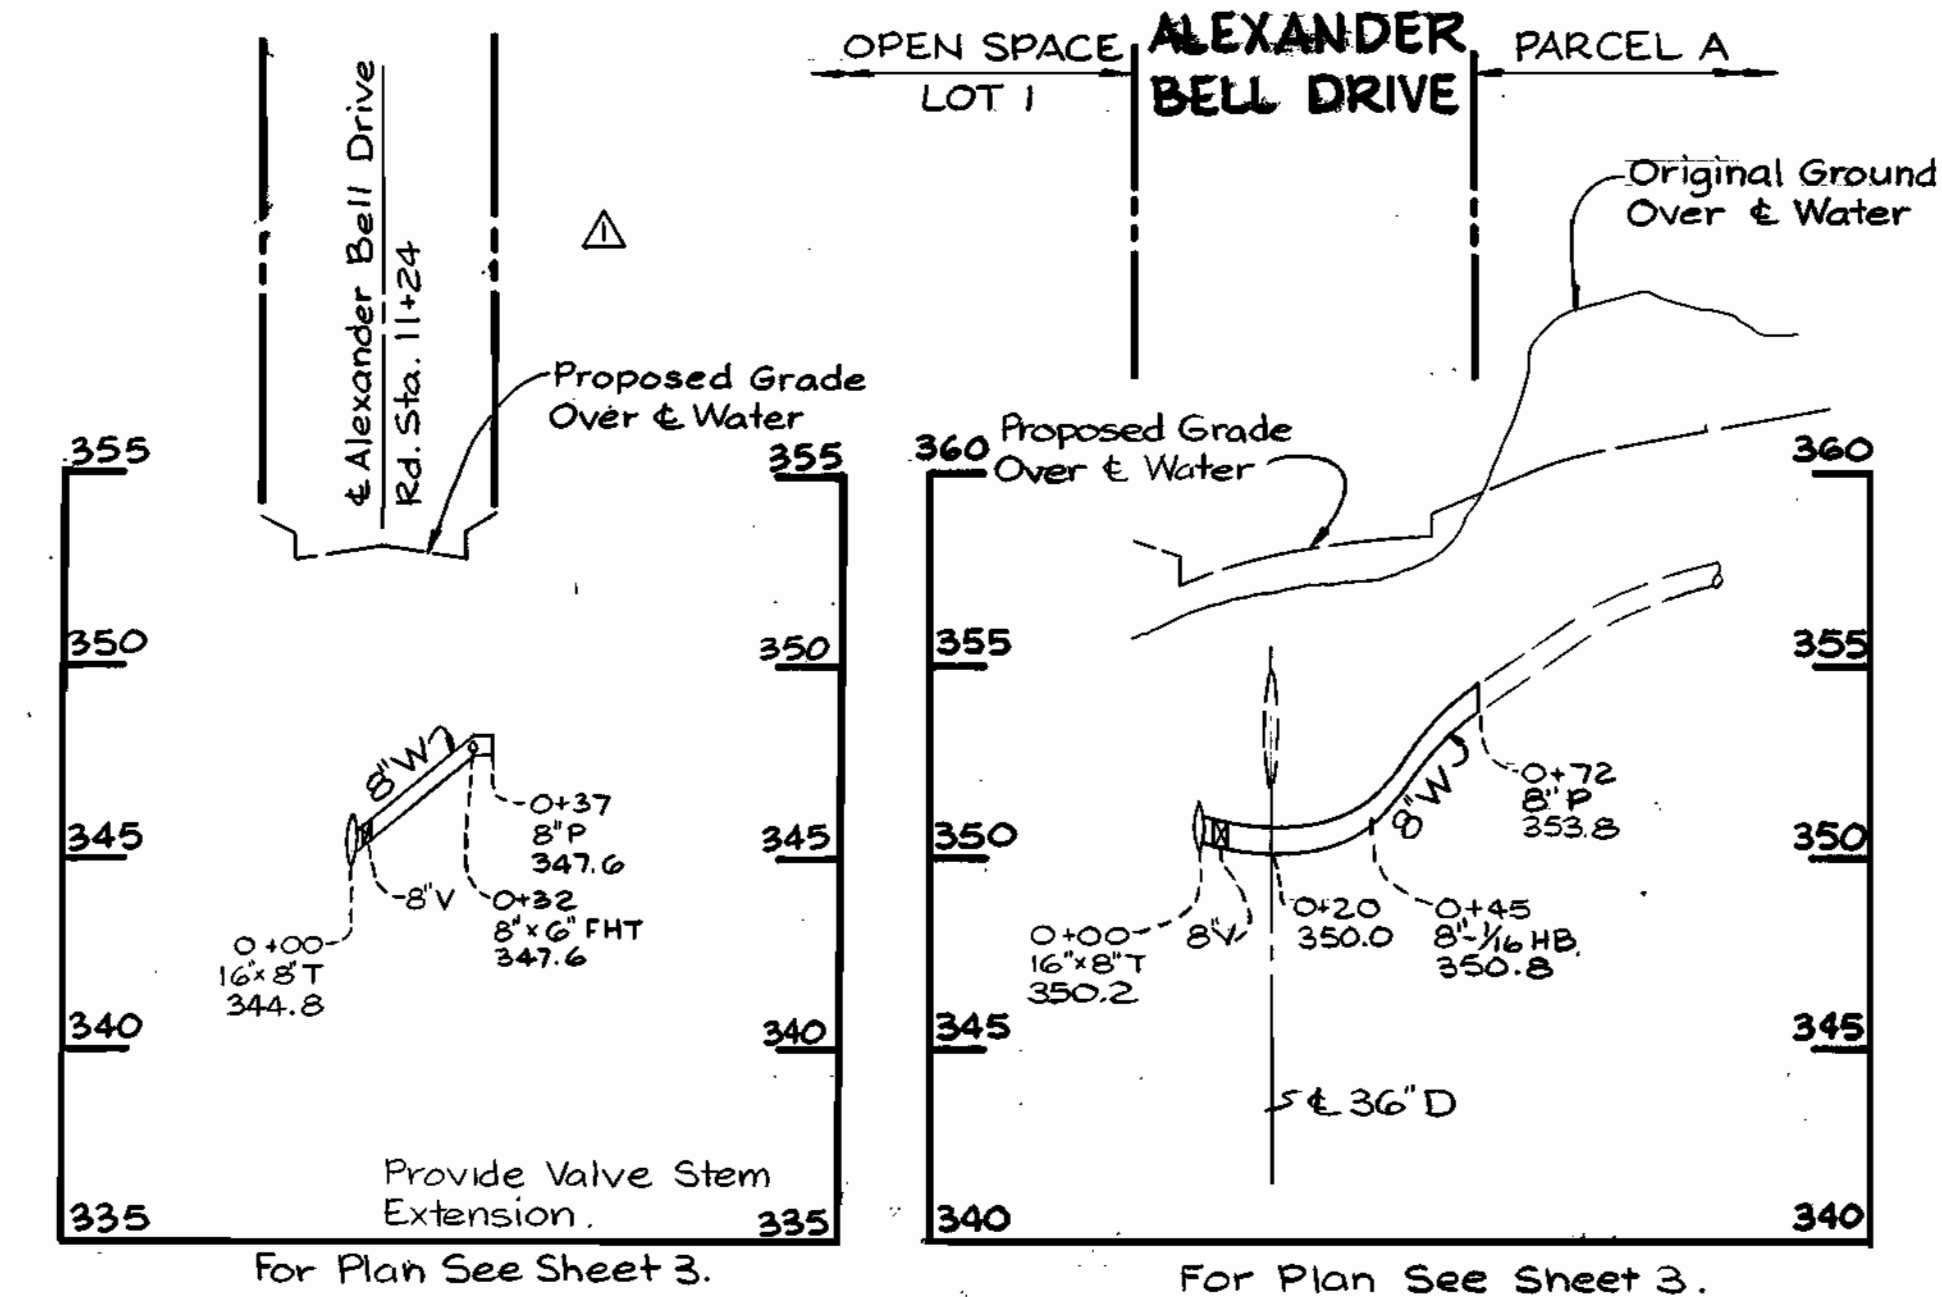 OPEN SPACE
LOT 1
ALEXANDER
BELL DRIVE
PARCEL A
℄ Alexander Bell Drive
Rd. Sta. 11+24
1
Original Ground
Over ℄ Water
Proposed Grade
Over ℄ Water
355
355
350
350
345
345
340
340
335
335
8"W
0+37
8"P
347.6
8"V
0+32
8"x6" FHT
347.6
0+00
16"x8"T
344.8
Provide Valve Stem
Extension.
For Plan See Sheet 3.
Proposed Grade
Over ℄ Water
360
360
355
355
350
350
345
345
340
340
8"W
0+72
8"P
353.8
0+00
16"x8"T
350.2
8"V
0+20
350.0
0+45
8"-1/16 HB.
350.8
℄ 36"D
For Plan See Sheet 3.